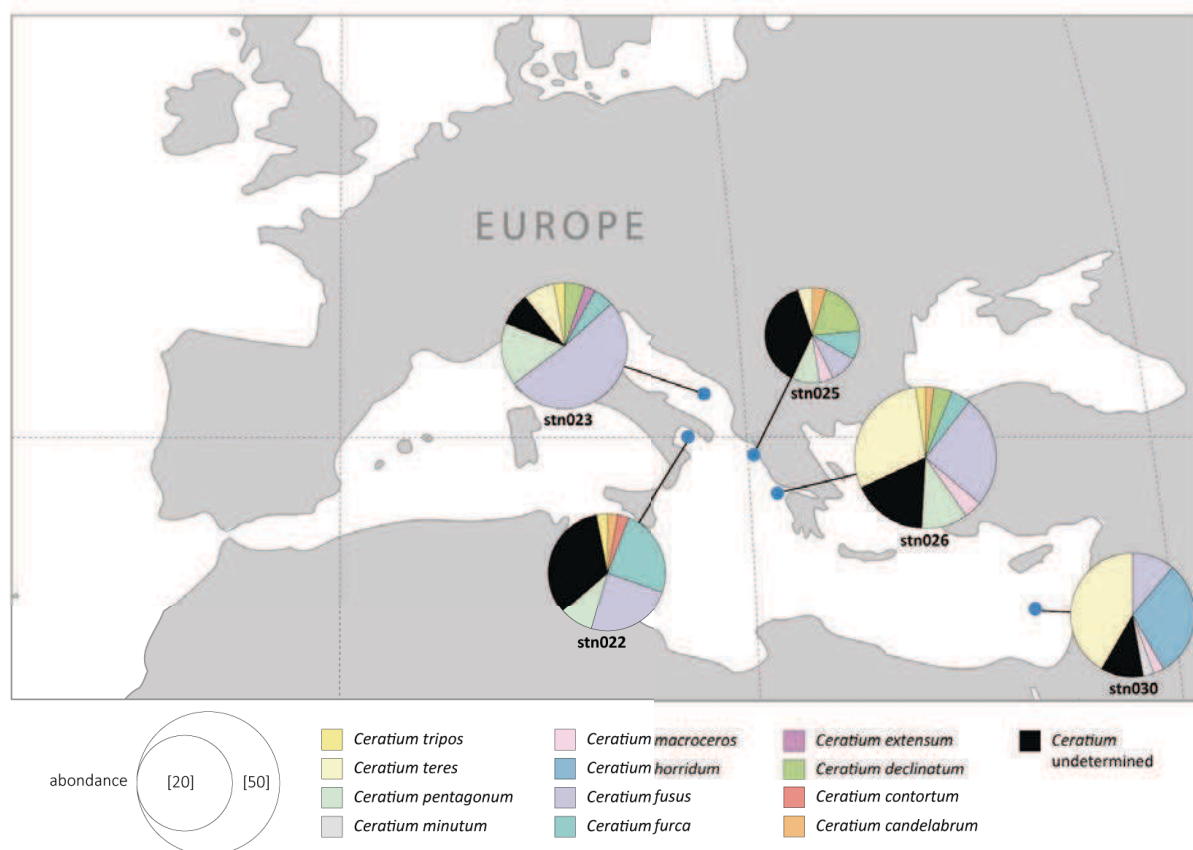 EUROPE
stn023
stn025
stn026
stn022
stn030
abondance
[20]
[50]
Ceratium tripos
Ceratium teres
Ceratium pentagonum
Ceratium minutum
Ceratium macroceros
Ceratium horridum
Ceratium fusus
Ceratium furca
Ceratium extensum
Ceratium declinatum
Ceratium contortum
Ceratium candelabrum
Ceratium
undetermined